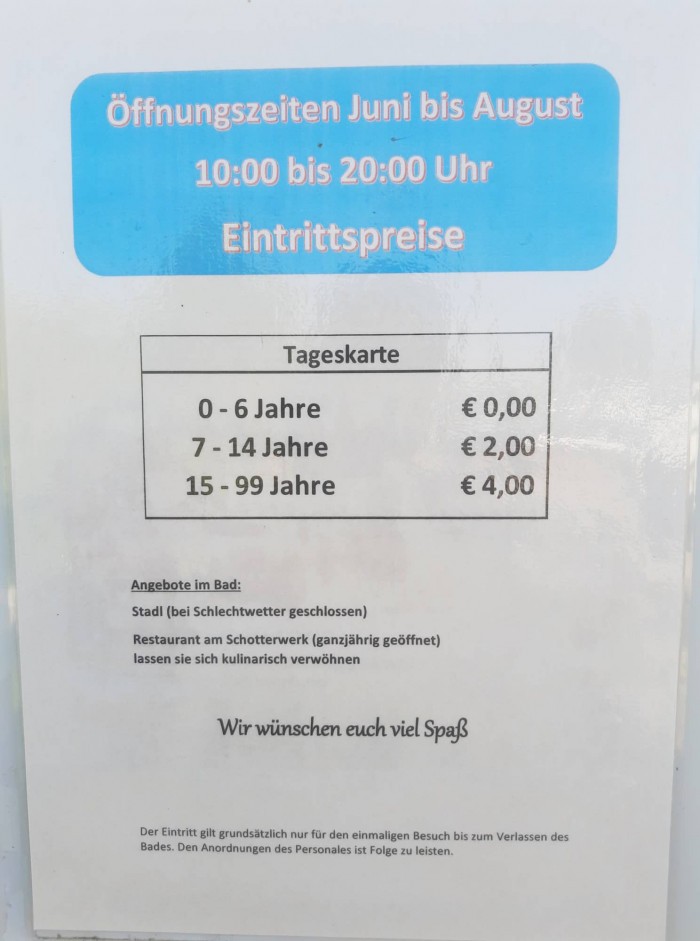 Öffnungszeiten Juni bis August
10:00 bis 20:00 Uhr
Eintrittspreise
Tageskarte
0 - 6 Jahre € 0,00
7 - 14 Jahre € 2,00
15 - 99 Jahre € 4,00
Angebote im Bad:
Stadl (bei Schlechtwetter geschlossen)
Restaurant am Schotterwerk (ganzjährig geöffnet)
lassen sie sich kulinarisch verwöhnen
Wir wünschen euch viel Spaß
Der Eintritt gilt grundsätzlich nur für den einmaligen Besuch bis zum Verlassen des
Bades. Den Anordnungen des Personales ist Folge zu leisten.